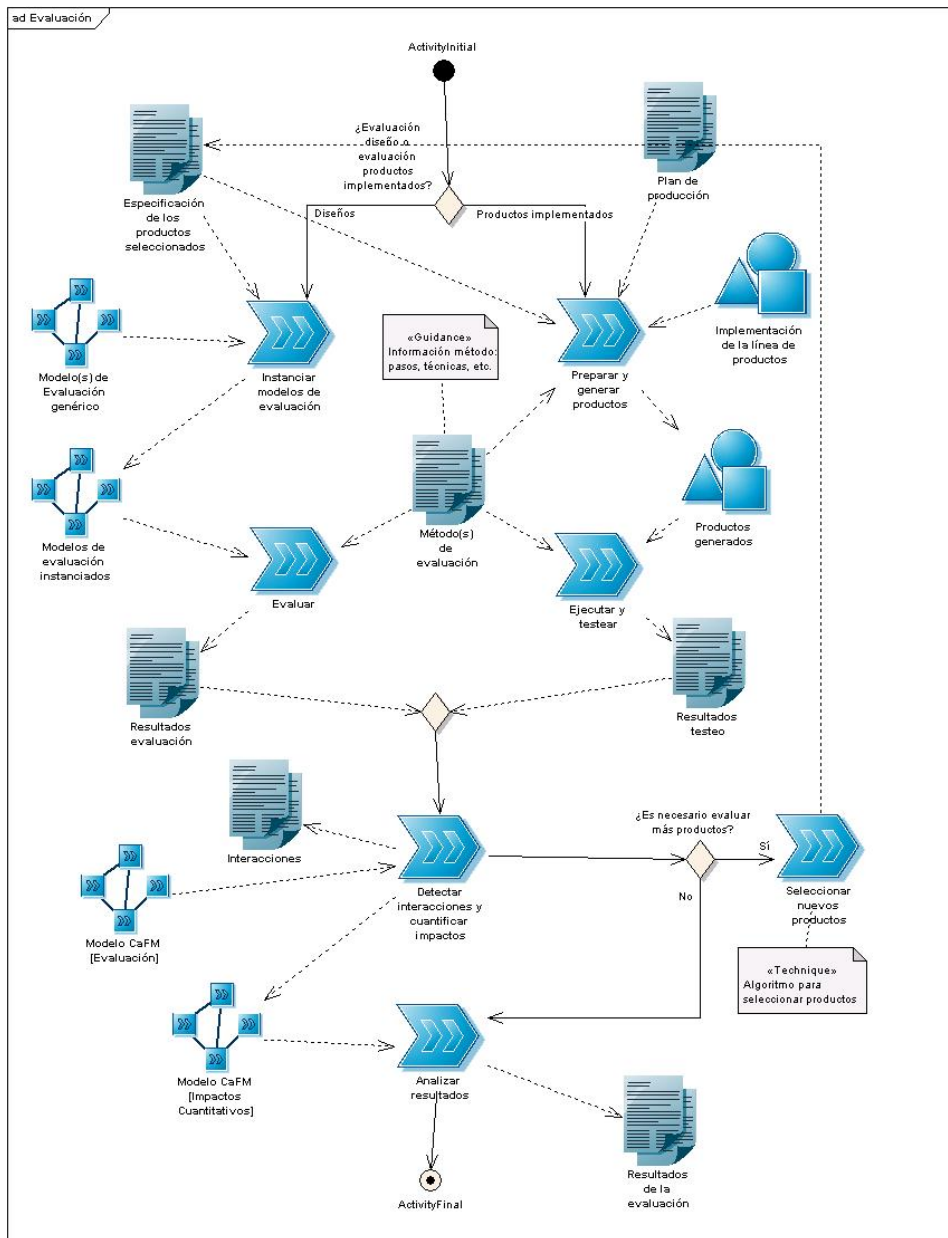 ad Evaluación
ActivityInitial
¿Evaluación
diseño o
evaluación
productos
implementados?
Plan de
producción
Especificación
de los
productos
seleccionados
Diseños
Productos implementados
«Guidance»
Información método:
pasos, técnicas, etc.
Implementación
de la línea de
productos
Modelo(s) de
Evaluación
genérico
Instanciar
modelos de
evaluación
Preparar y
generar
productos
Modelos de
evaluación
instanciados
Método(s)
de
evaluación
Productos
generados
Evaluar
Ejecutar y
testear
Resultados
evaluación
Resultados
testeo
¿Es necesario evaluar
más productos?
Sí
No
Interacciones
Detectar
interacciones y
cuantificar
impactos
Seleccionar
nuevos
productos
Modelo CaFM
[Evaluación]
«Technique»
Algoritmo para
seleccionar productos
Modelo CaFM
[Impactos
Cuantitativos]
Analizar
resultados
Resultados
de la
evaluación
ActivityFinal